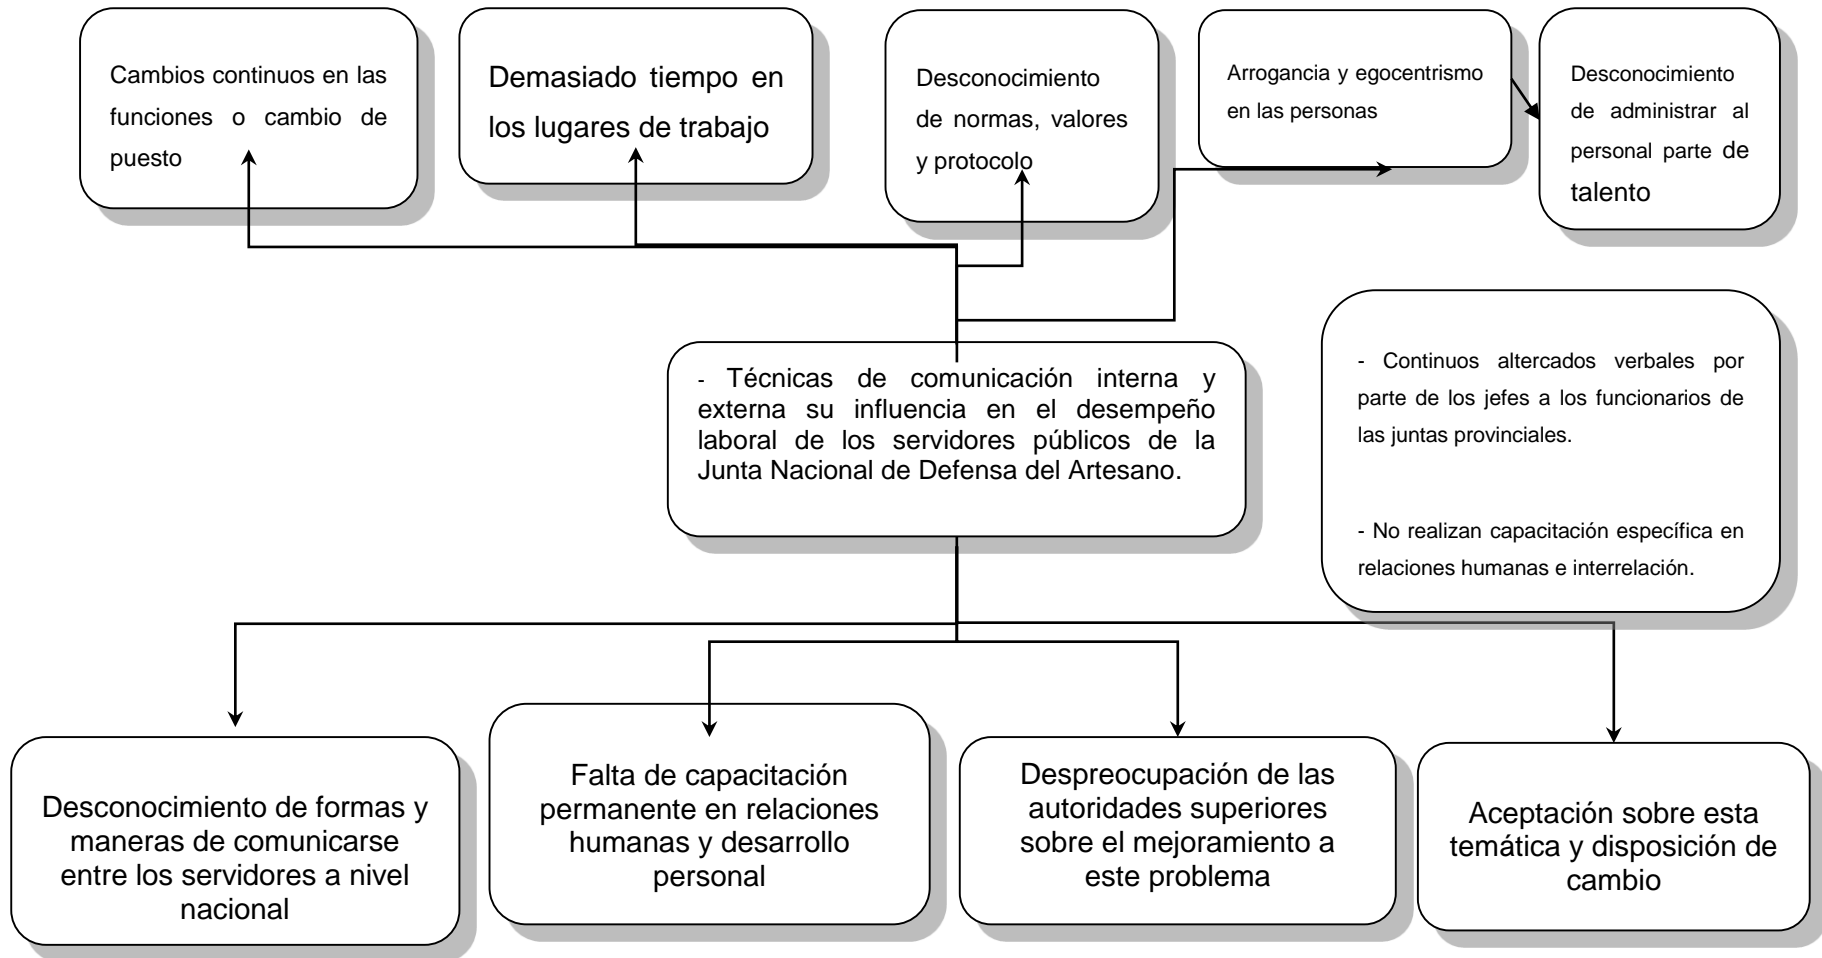 Cambios continuos en las
funciones o cambio de
puesto
Demasiado tiempo en
los lugares de trabajo
Desconocimiento
de normas, valores
y protocolo
Arrogancia y egocentrismo
en las personas
Desconocimiento
de administrar al
personal parte de
talento
- Técnicas de comunicación interna y
externa su influencia en el desempeño
laboral de los servidores públicos de la
Junta Nacional de Defensa del Artesano.
- Continuos altercados verbales por
parte de los jefes a los funcionarios de
las juntas provinciales.
- No realizan capacitación específica en
relaciones humanas e interrelación.
Desconocimiento de formas y
maneras de comunicarse
entre los servidores a nivel
nacional
Falta de capacitación
permanente en relaciones
humanas y desarrollo
personal
Despreocupación de las
autoridades superiores
sobre el mejoramiento a
este problema
Aceptación sobre esta
temática y disposición de
cambio